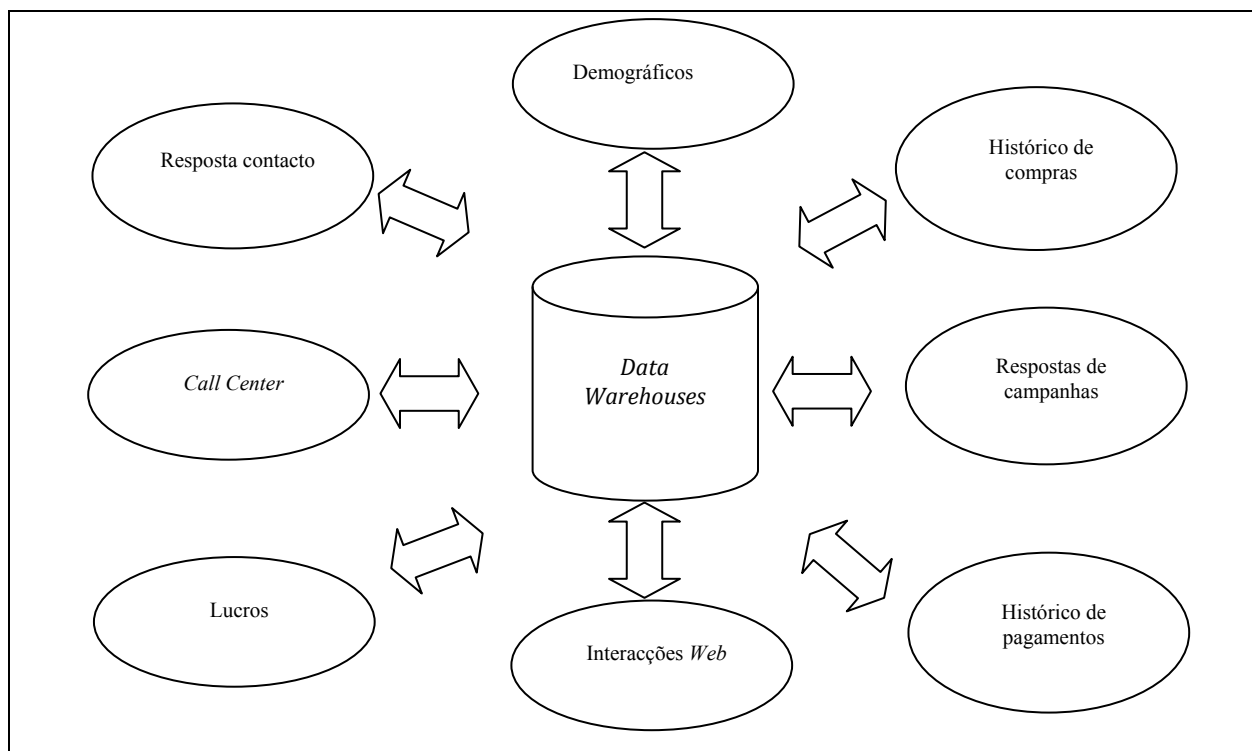 Demográficos
Resposta contacto
Histórico de
compras
Call Center
Data
Warehouses
Respostas de
campanhas
Lucros
Interacções Web
Histórico de
pagamentos